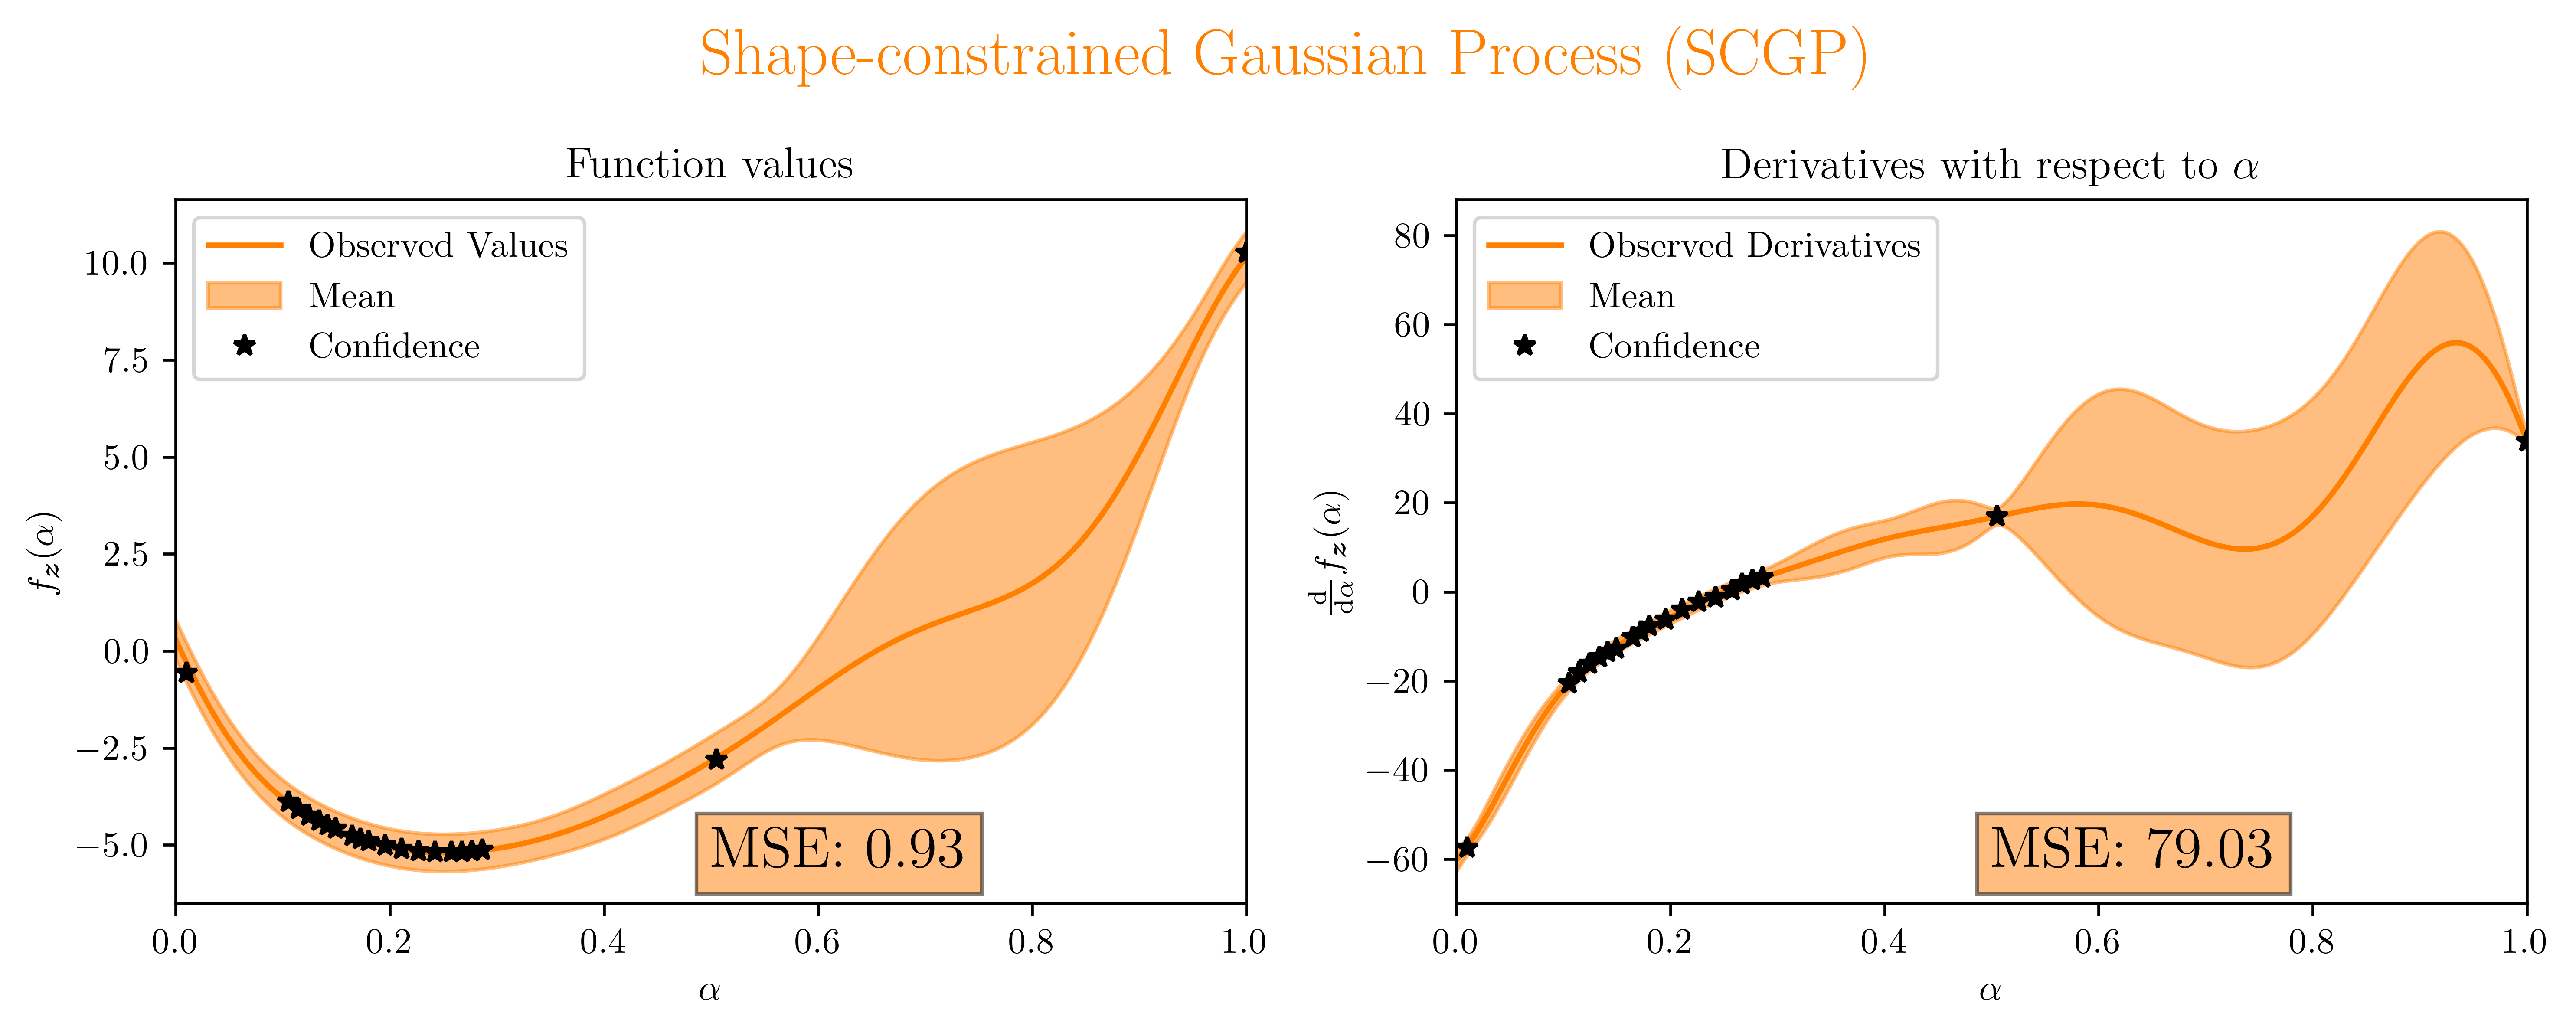 Shape-constrained Gaussian Process (SCGP)
Function values
Observed Values
Mean
Confidence
10.0
7.5
5.0
2.5
0.0
−2.5
−5.0
f_z(α)
MSE: 0.93
0.0 0.2 0.4 0.6 0.8 1.0
α
Derivatives with respect to α
Observed Derivatives
Mean
Confidence
80
60
40
20
0
−20
−40
−60
d/dα f_z(α)
MSE: 79.03
0.0 0.2 0.4 0.6 0.8 1.0
α